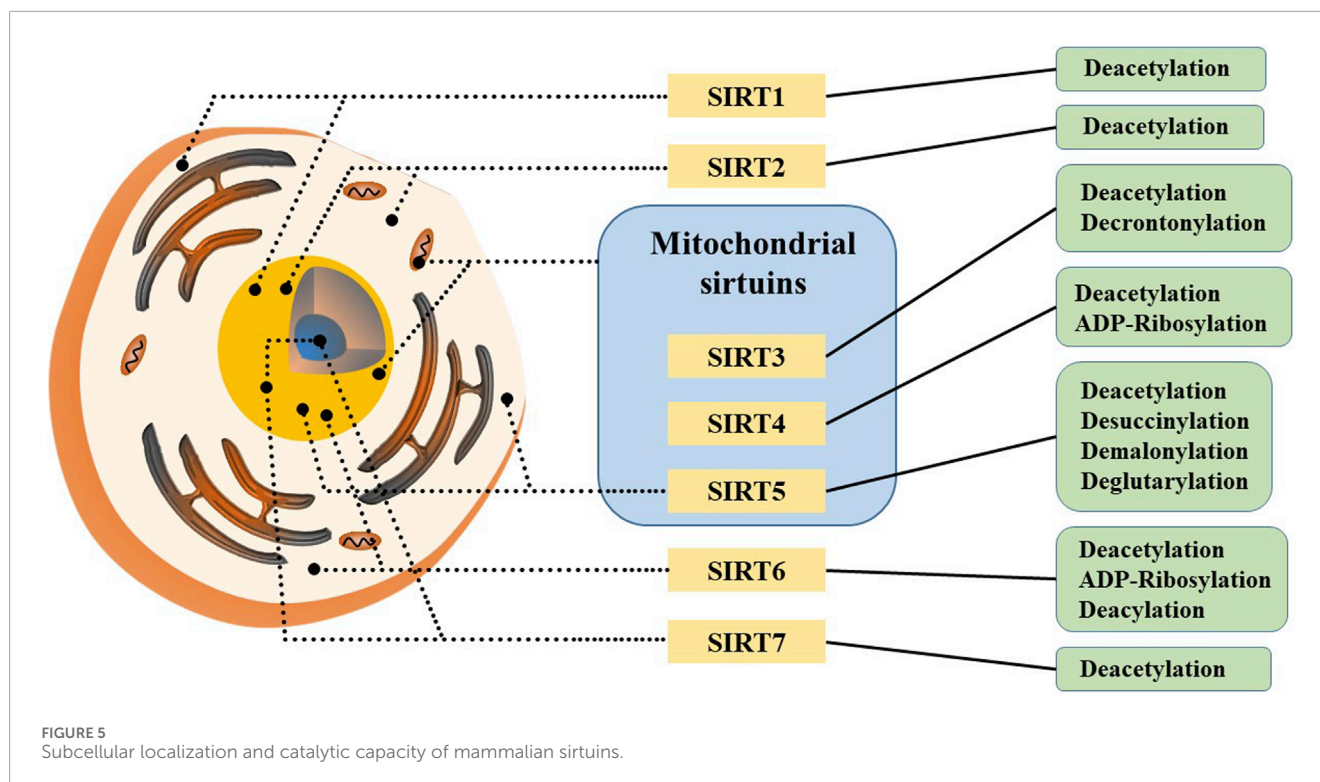 SIRT1
SIRT2
Mitochondrial
sirtuins
SIRT3
SIRT4
SIRT5
SIRT6
SIRT7
Deacetylation
Deacetylation
Deacetylation
Decrontonylation
Deacetylation
ADP-Ribosylation
Deacetylation
Desuccinylation
Demalonylation
Deglutarylation
Deacetylation
ADP-Ribosylation
Deacylation
Deacetylation
FIGURE 5
Subcellular localization and catalytic capacity of mammalian sirtuins.